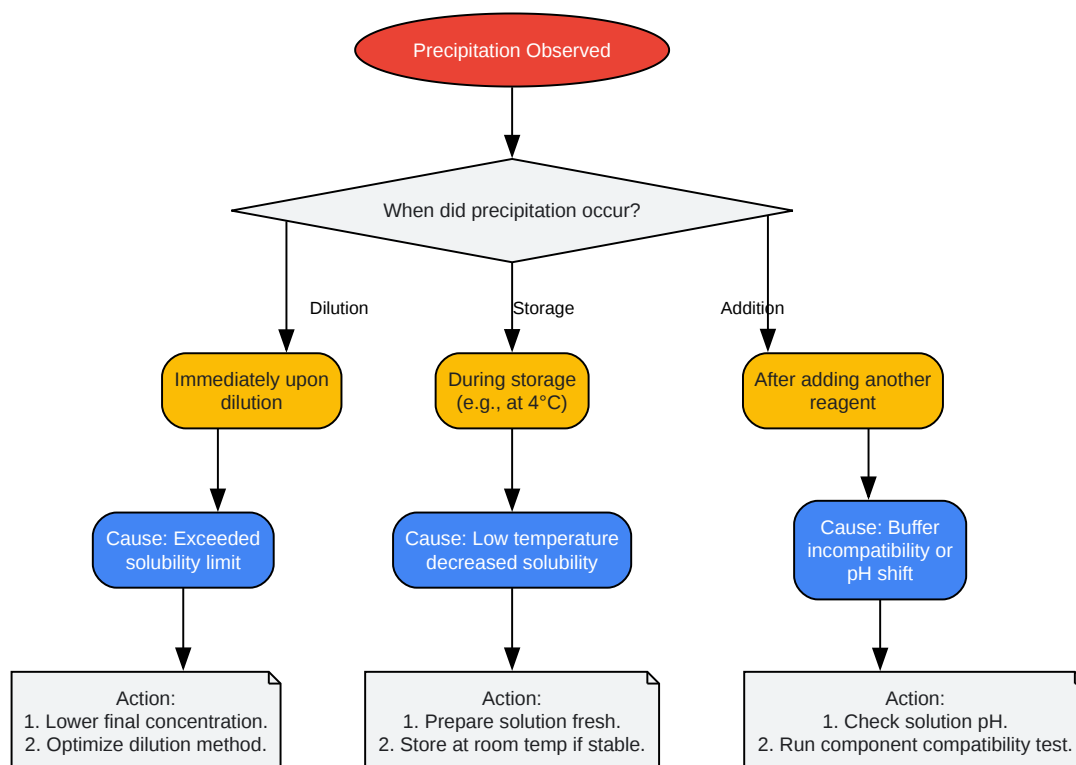 Precipitation Observed
When did precipitation occur?
Dilution
Storage
Addition
Immediately upon
dilution
During storage
(e.g., at 4°C)
After adding another
reagent
Cause: Exceeded
solubility limit
Cause: Low temperature
decreased solubility
Cause: Buffer
incompatibility or
pH shift
Action:
1. Lower final concentration.
2. Optimize dilution method.
Action:
1. Prepare solution fresh.
2. Store at room temp if stable.
Action:
1. Check solution pH.
2. Run component compatibility test.